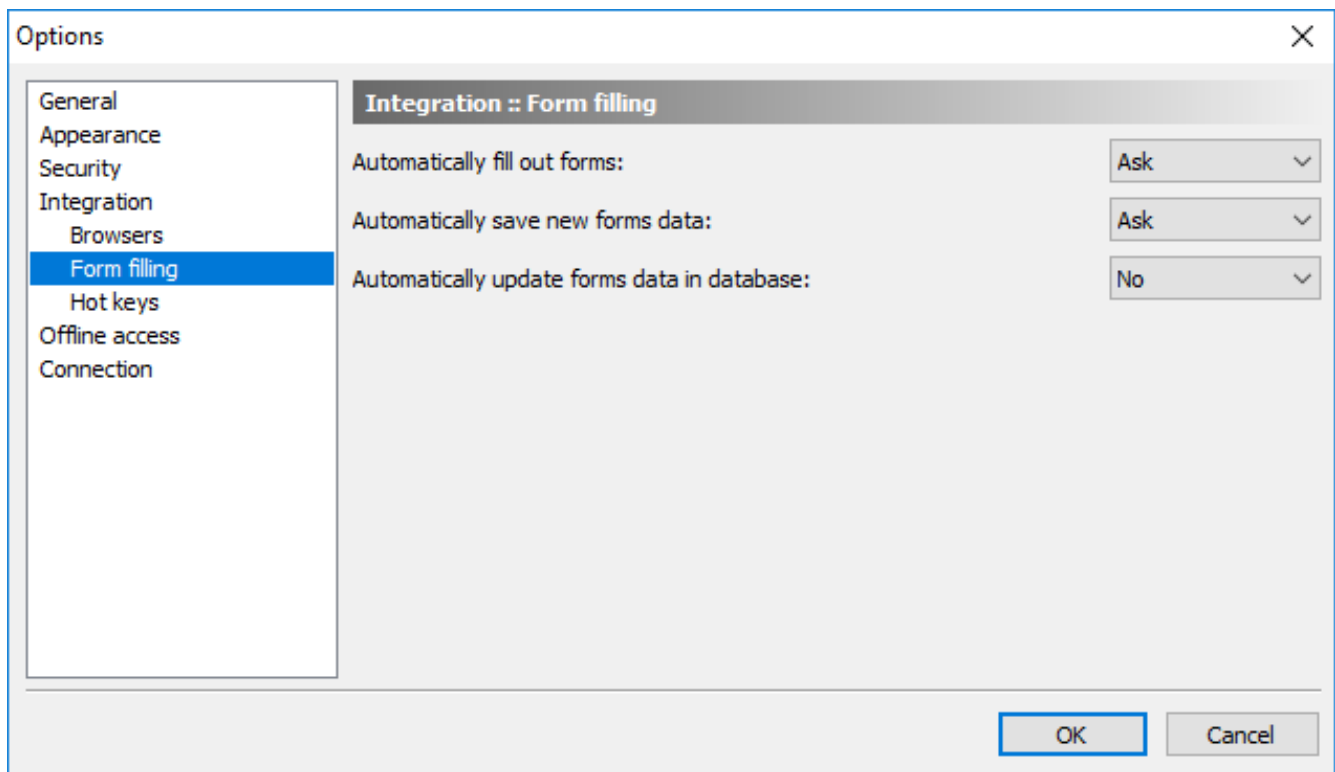 Options
General
Appearance
Security
Integration
Browsers
Form filling
Hot keys
Offline access
Connection
Integration :: Form filling
Automatically fill out forms: Ask
Automatically save new forms data: Ask
Automatically update forms data in database: No
OK Cancel